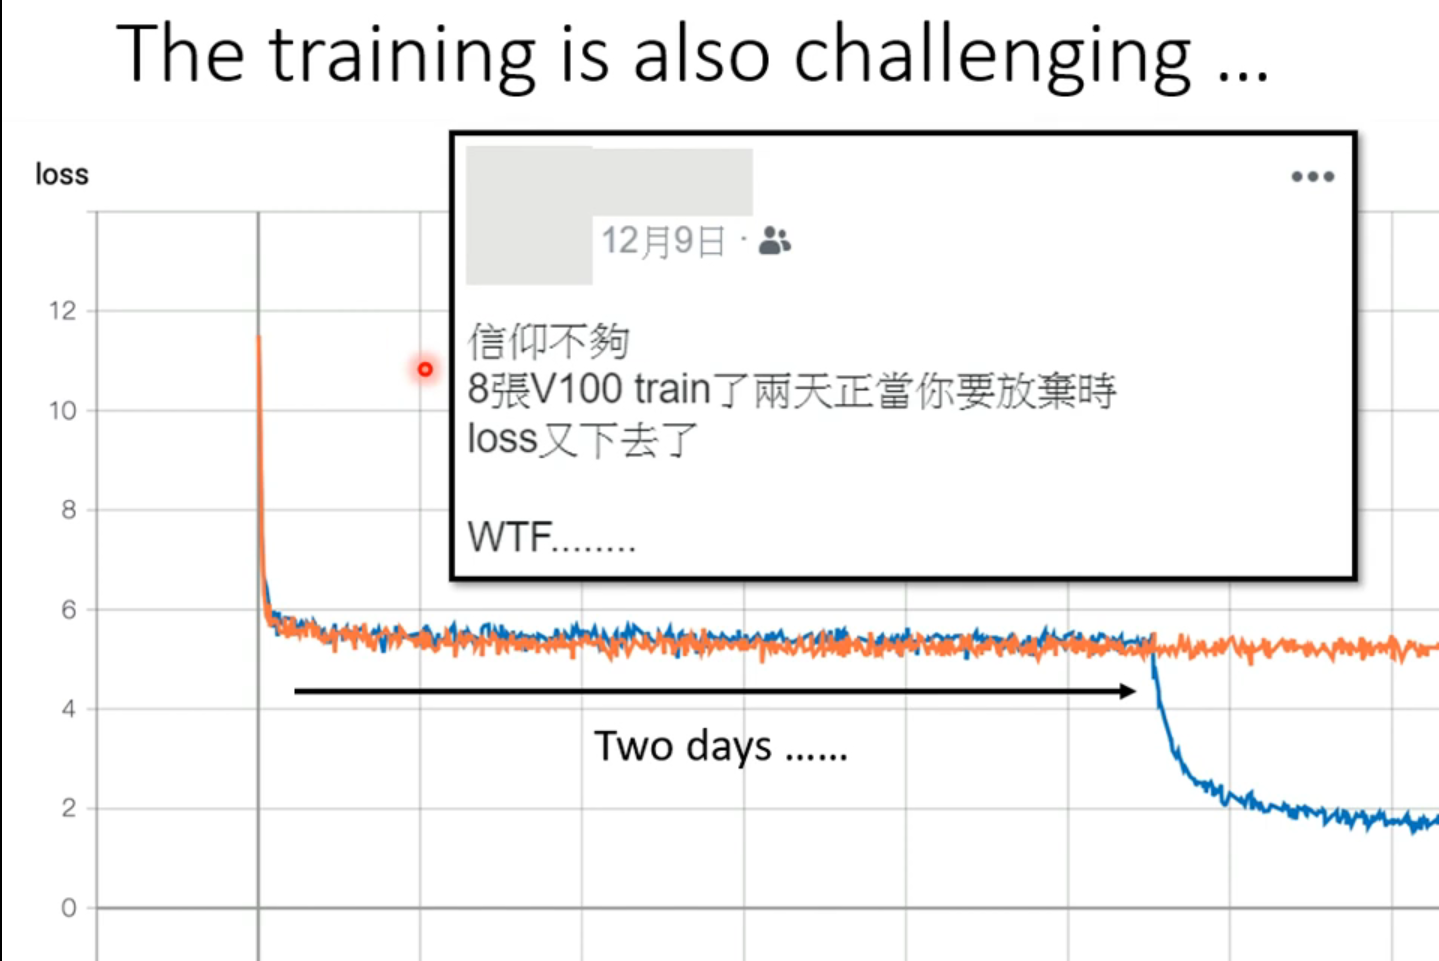 The training is also challenging ...
loss
12月9日 ·
信仰不夠
8張V100 train了兩天正當你要放棄時
loss又下去了
WTF........
12
10
8
6
4
2
0
Two days ……